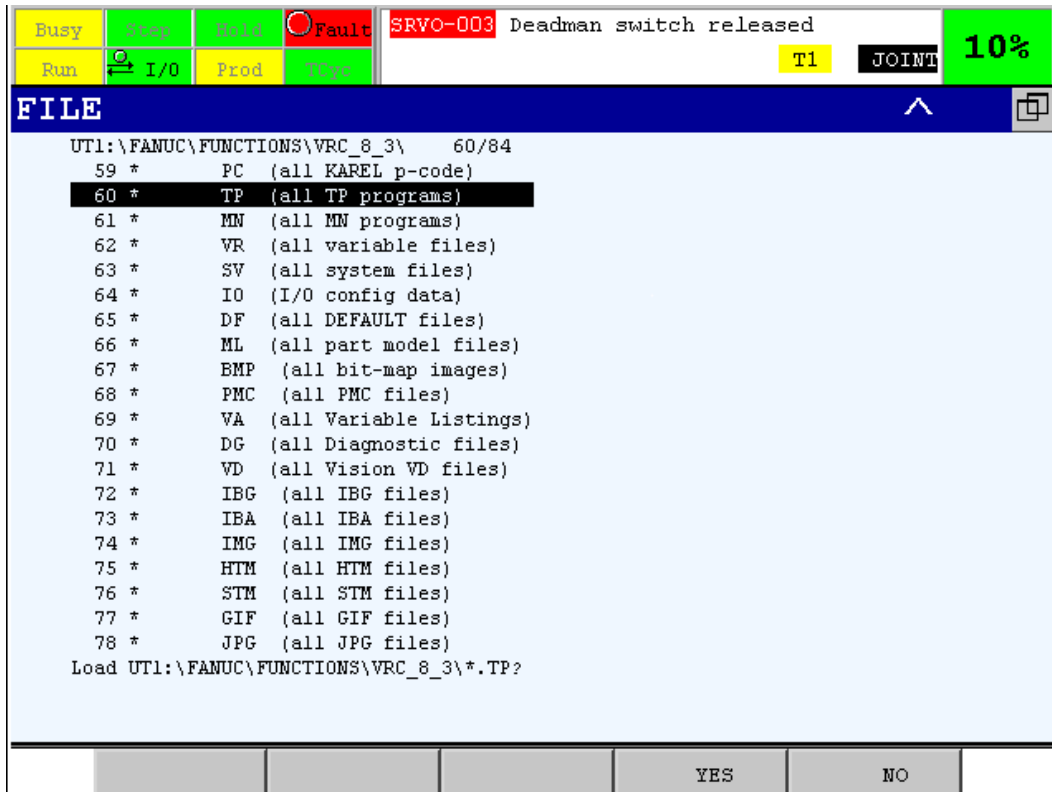 Busy Step Hold Fault SRVO-003 Deadman switch released
Run I/O Prod TCyc T1 JOINT 10%
FILE
UT1:\FANUC\FUNCTIONS\VRC_8_3\ 60/84
59 * PC (all KAREL p-code)
60 * TP (all TP programs)
61 * MN (all MN programs)
62 * VR (all variable files)
63 * SV (all system files)
64 * IO (I/O config data)
65 * DF (all DEFAULT files)
66 * ML (all part model files)
67 * BMP (all bit-map images)
68 * PMC (all PMC files)
69 * VA (all Variable Listings)
70 * DG (all Diagnostic files)
71 * VD (all Vision VD files)
72 * IBG (all IBG files)
73 * IBA (all IBA files)
74 * IMG (all IMG files)
75 * HTM (all HTM files)
76 * STM (all STM files)
77 * GIF (all GIF files)
78 * JPG (all JPG files)
Load UT1:\FANUC\FUNCTIONS\VRC_8_3\*.TP?
YES NO